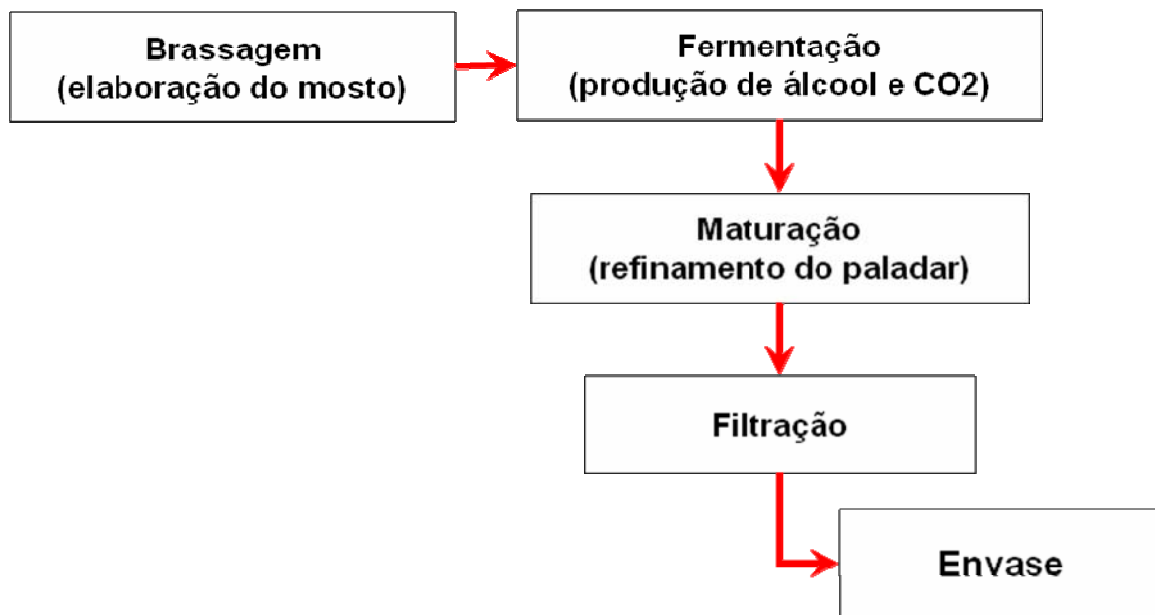 Brassagem
(elaboração do mosto)
Fermentação
(produção de álcool e CO2)
Maturação
(refinamento do paladar)
Filtração
Envase